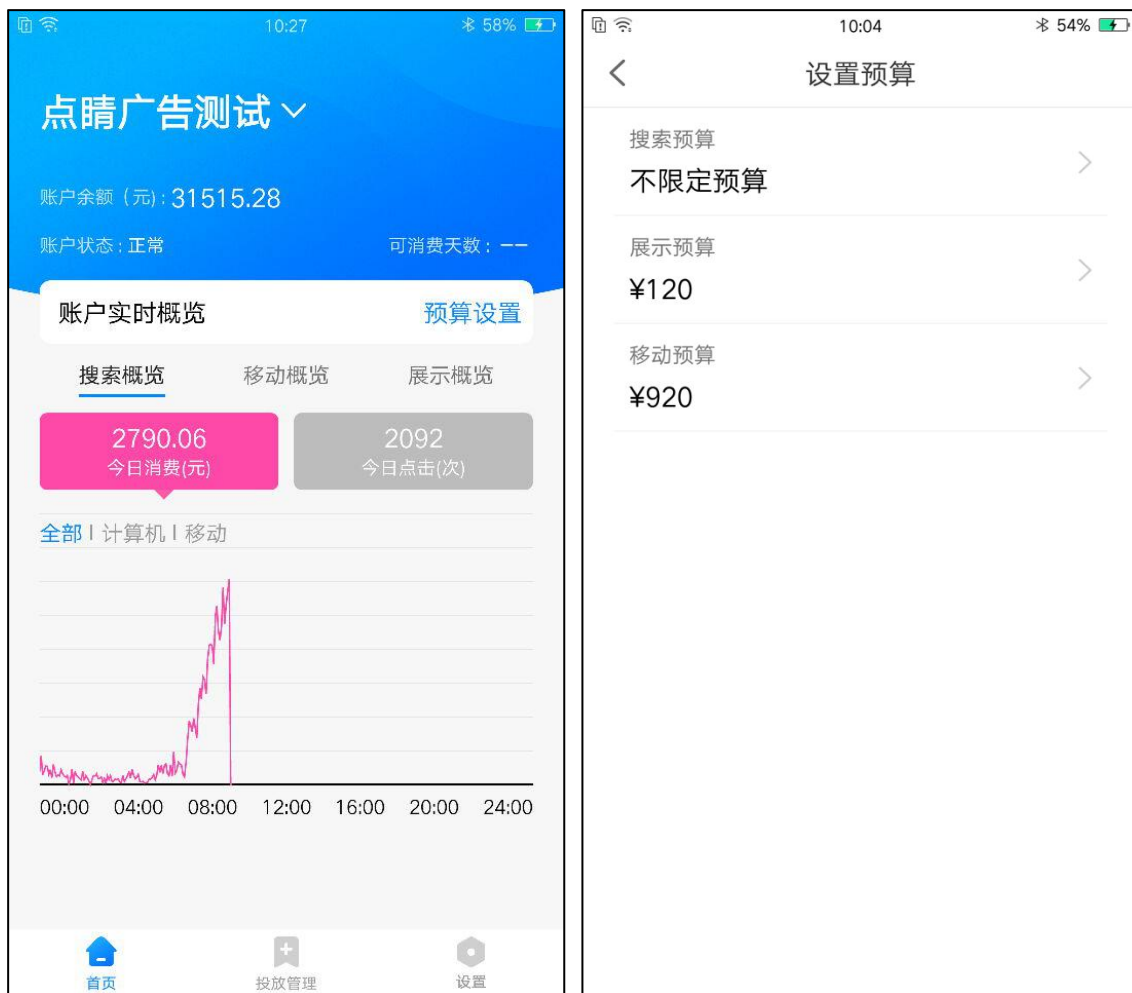 10:27
58%
点睛广告测试
账户余额（元）: 31515.28
账户状态 : 正常
可消费天数 : --
账户实时概览
预算设置
搜索概览
移动概览
展示概览
2790.06
今日消费(元)
2092
今日点击(次)
全部 | 计算机 | 移动
00:00 04:00 08:00 12:00 16:00 20:00 24:00
首页
投放管理
设置
10:04
54%
设置预算
搜索预算
不限定预算
展示预算
¥120
移动预算
¥920